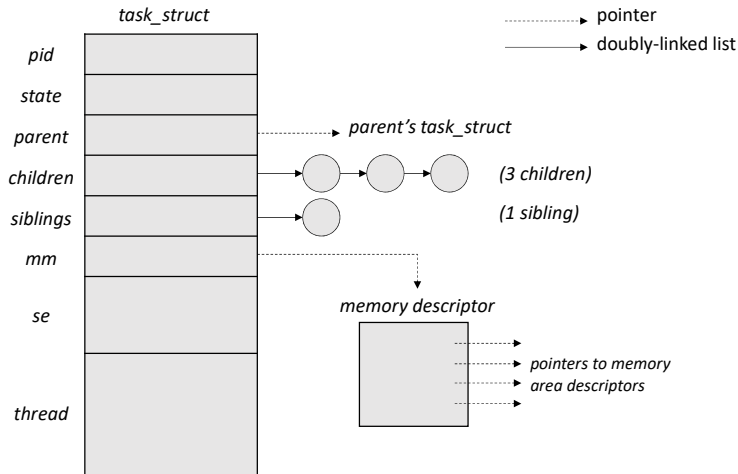 task_struct
pointer
doubly-linked list
pid
state
parent
parent's task_struct
children
(3 children)
siblings
(1 sibling)
mm
memory descriptor
se
pointers to memory
area descriptors
thread